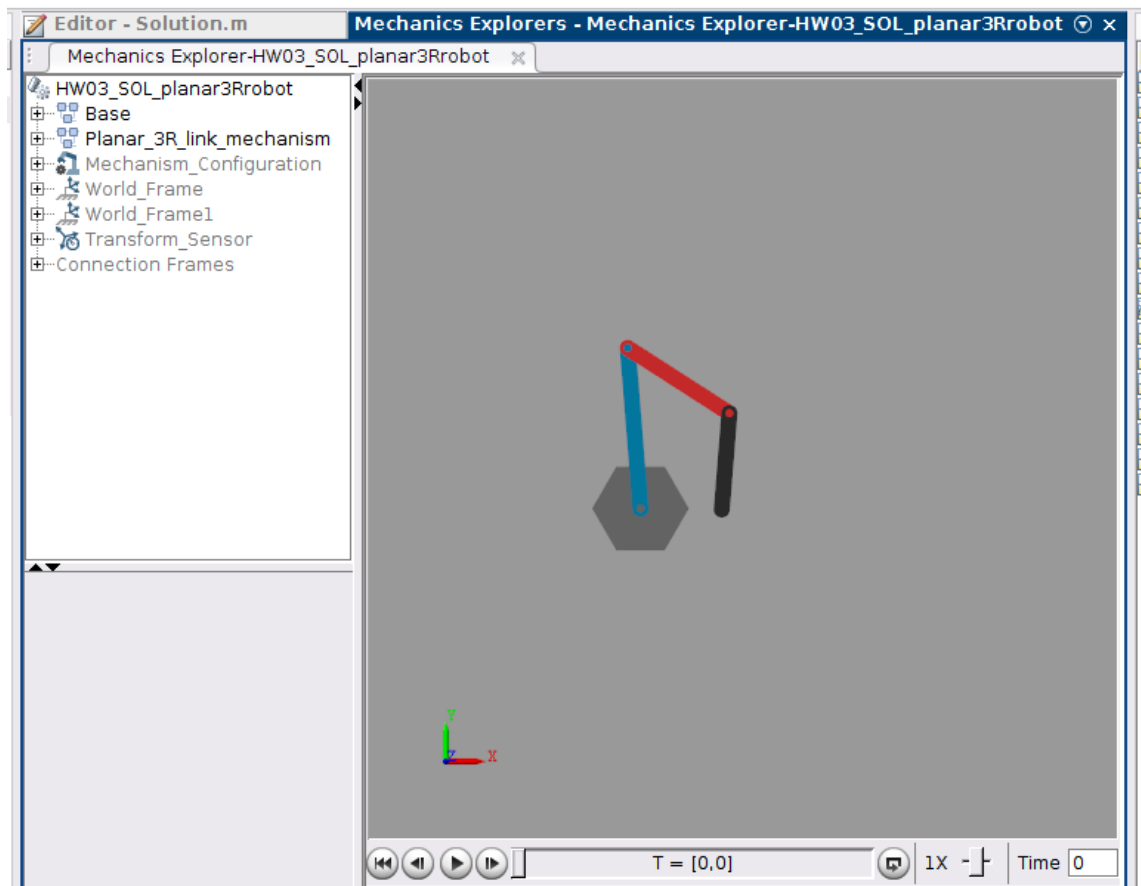 Editor - Solution.m
Mechanics Explorers - Mechanics Explorer-HW03_SOL_planar3Rrobot
Mechanics Explorer-HW03_SOL_planar3Rrobot
HW03_SOL_planar3Rrobot
Base
Planar_3R_link_mechanism
Mechanism_Configuration
World_Frame
World_Frame1
Transform_Sensor
Connection Frames
Y
Z
X
T = [0,0]
1X
Time 0